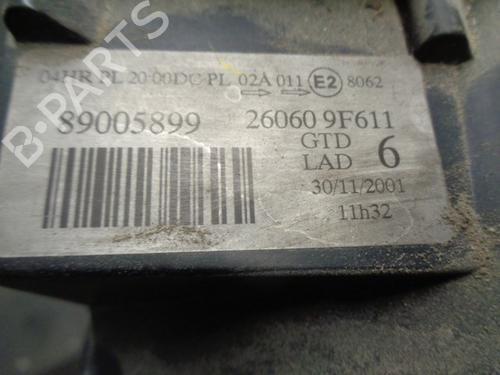 04HR PL 20:00DC PL 02A 011 E2 8062
89005899 26060 9F611
GTD
LAD 6
30/11/2001
11h32
B-PARTS